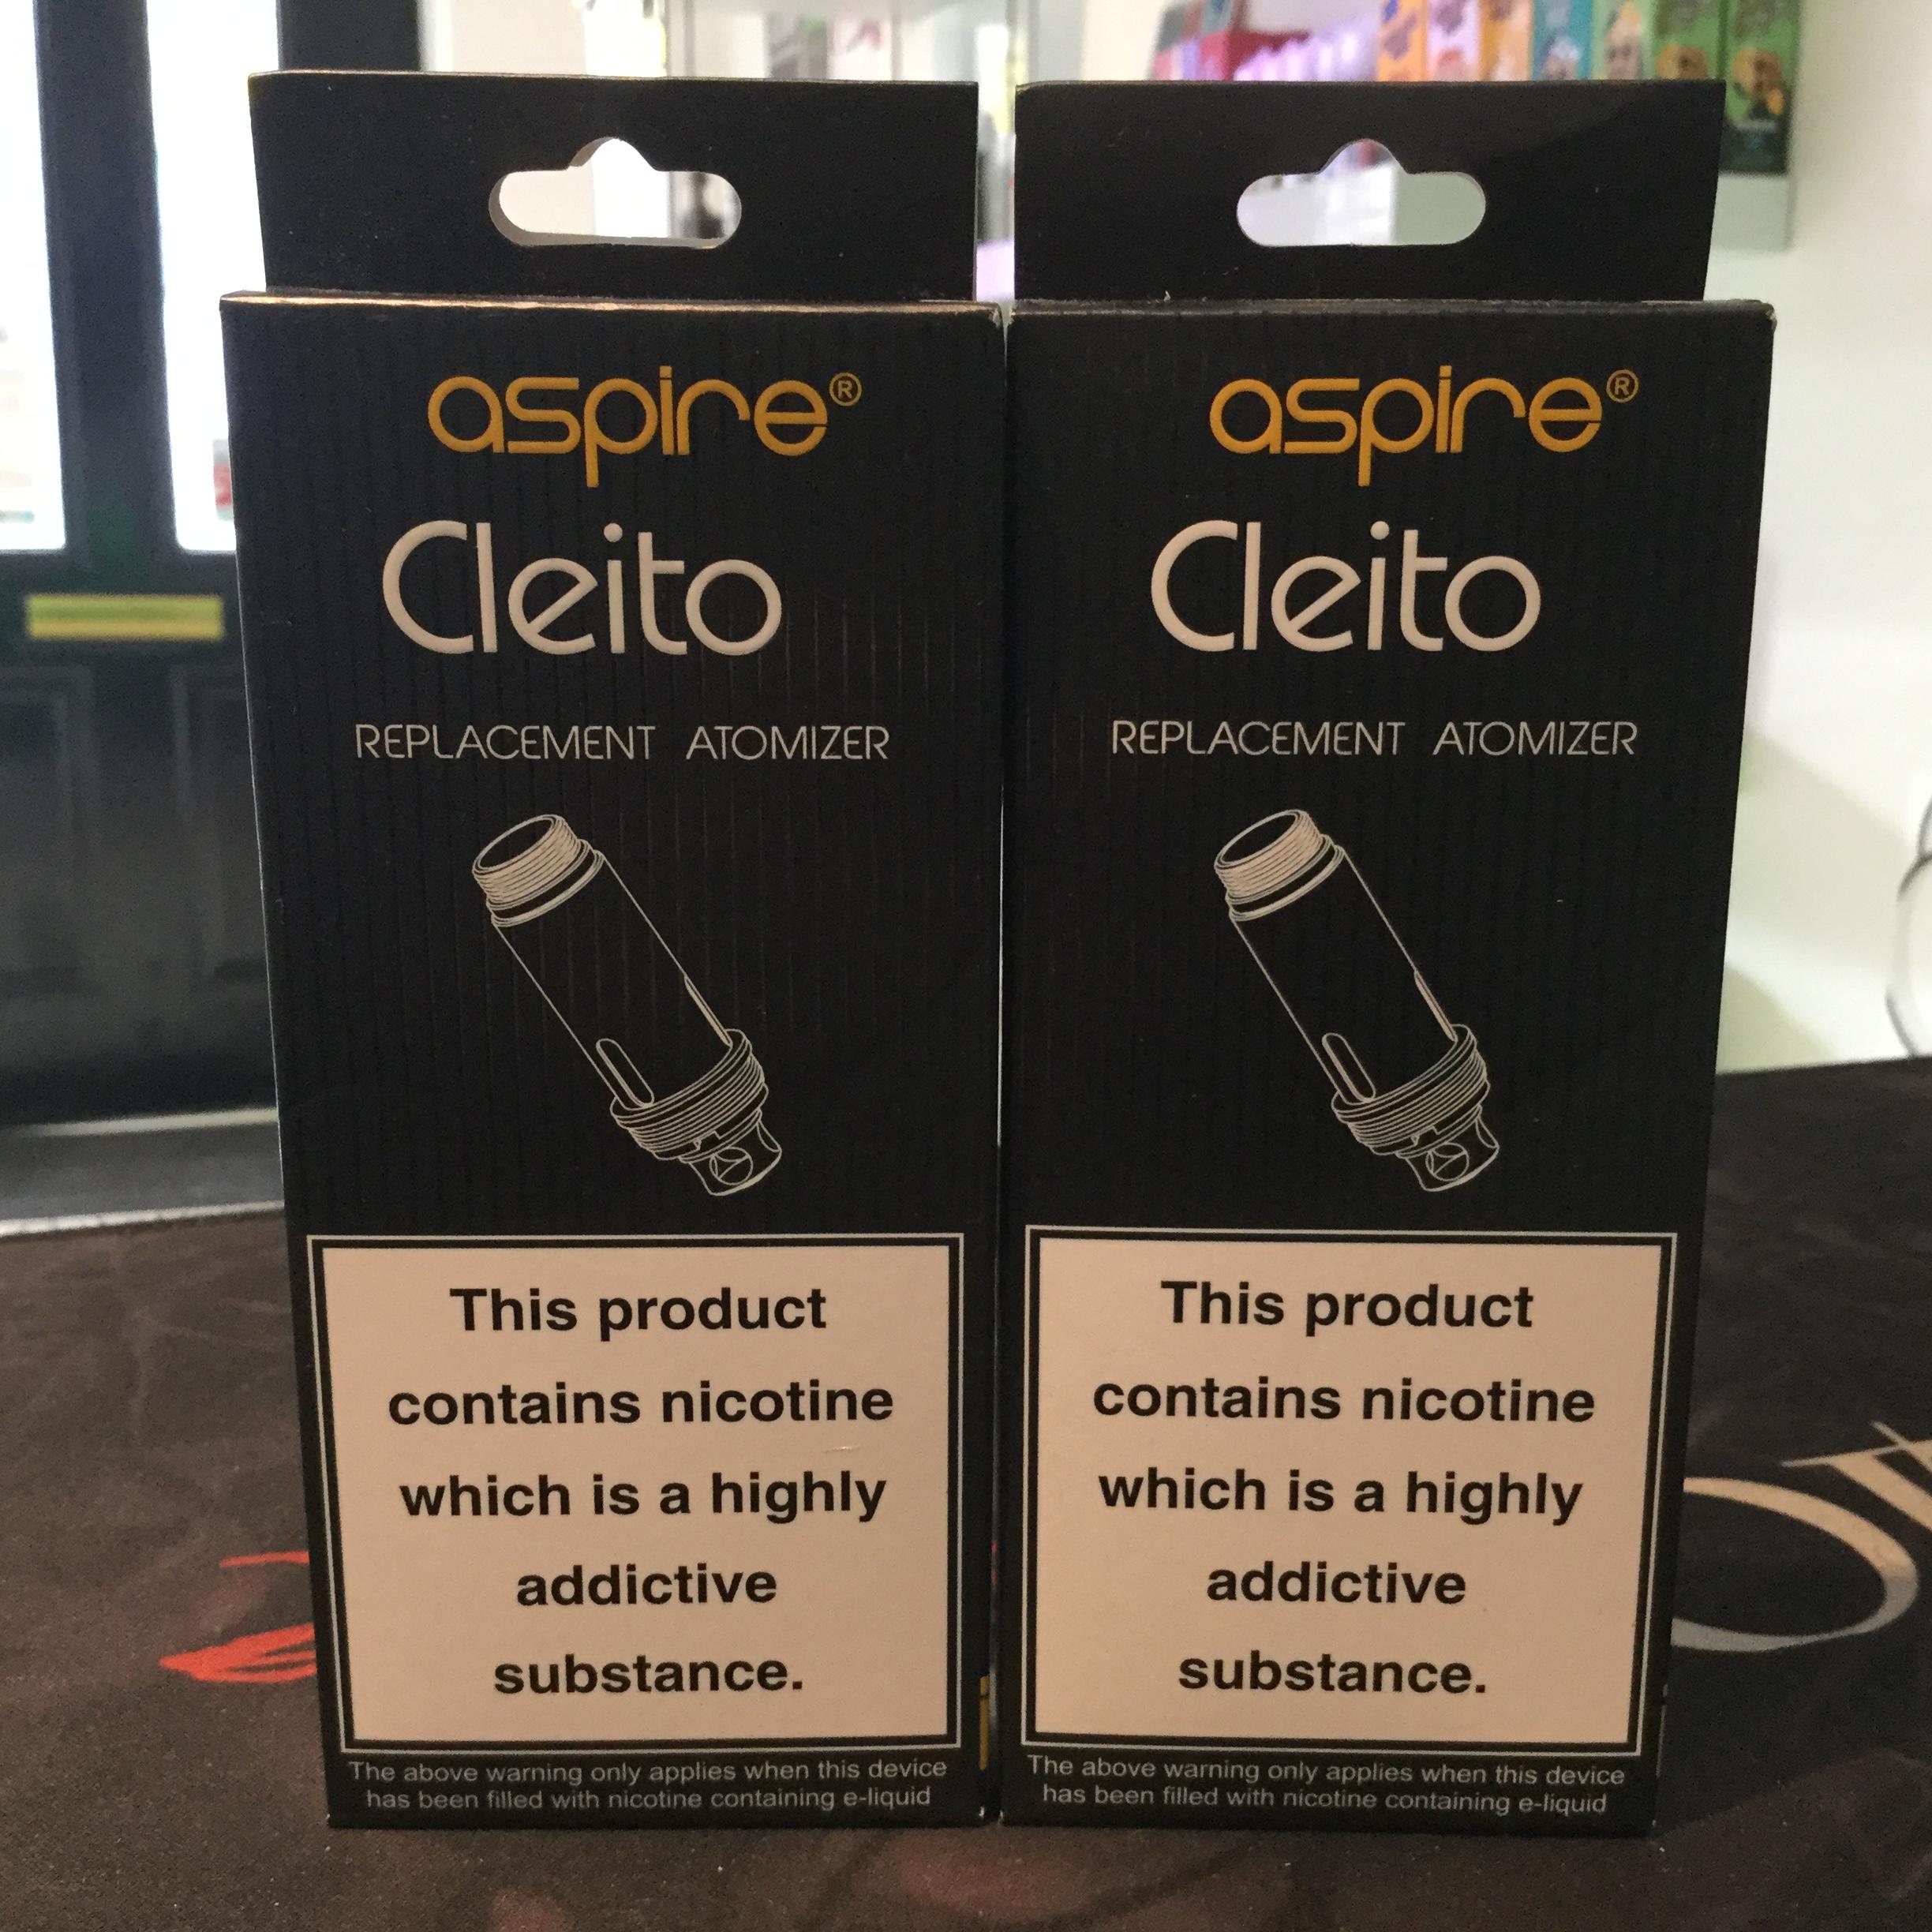 aspire®
Cleito
REPLACEMENT ATOMIZER
This product
contains nicotine
which is a highly
addictive
substance.
The above warning only applies when this device
has been filled with nicotine containing e-liquid
aspire®
Cleito
REPLACEMENT ATOMIZER
This product
contains nicotine
which is a highly
addictive
substance.
The above warning only applies when this device
has been filled with nicotine containing e-liquid